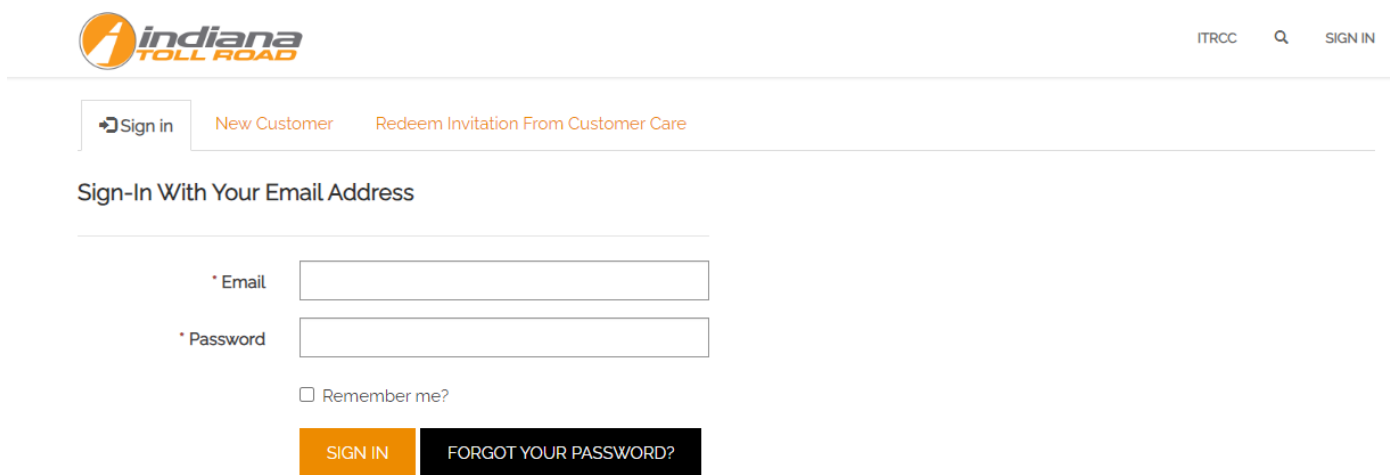 indiana
TOLL ROAD
ITRCC
SIGN IN
Sign in
New Customer
Redeem Invitation From Customer Care
Sign-In With Your Email Address
* Email
* Password
Remember me?
SIGN IN
FORGOT YOUR PASSWORD?